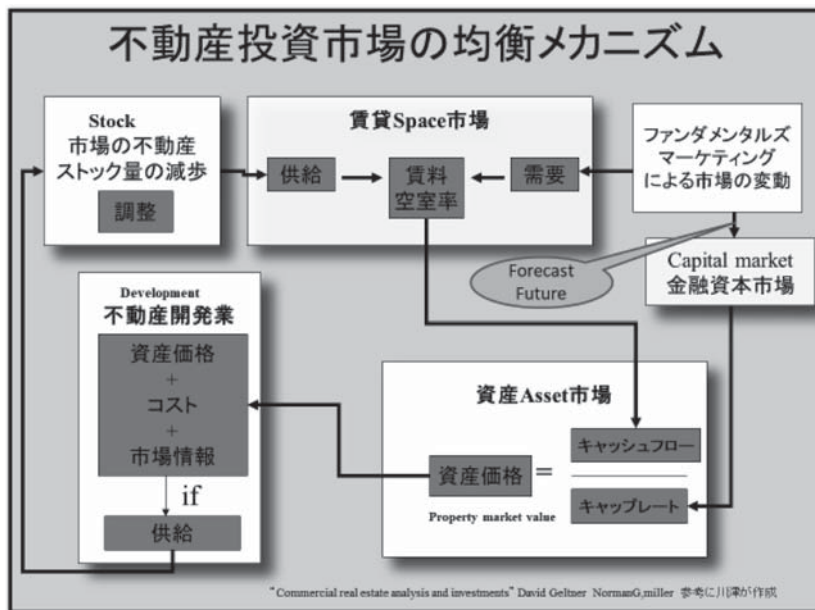 不動産投資市場の均衡メカニズム
Stock
市場の不動産
ストック量の減歩
調整
賃貸Space市場
供給
賃料
空室率
需要
ファンダメンタルズ
マーケティング
による市場の変動
Forecast
Future
Capital market
金融資本市場
Development
不動産開発業
資産価格
+
コスト
+
市場情報
if
供給
資産Asset市場
資産価格
=
キャッシュフロー
キャップレート
Property market value
"Commercial real estate analysis and investments" David Geltner NormanG,miller 参考に川津が作成